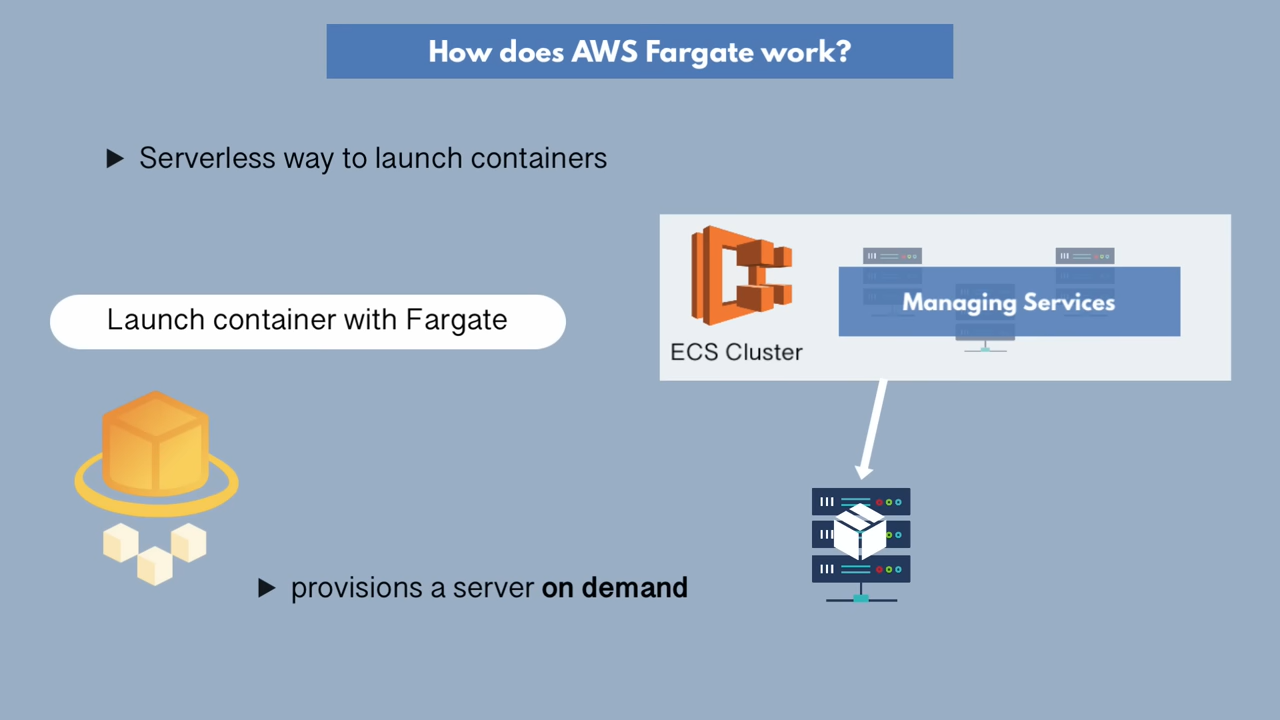 How does AWS Fargate work?
Serverless way to launch containers
Managing Services
Launch container with Fargate
ECS Cluster
provisions a server on demand